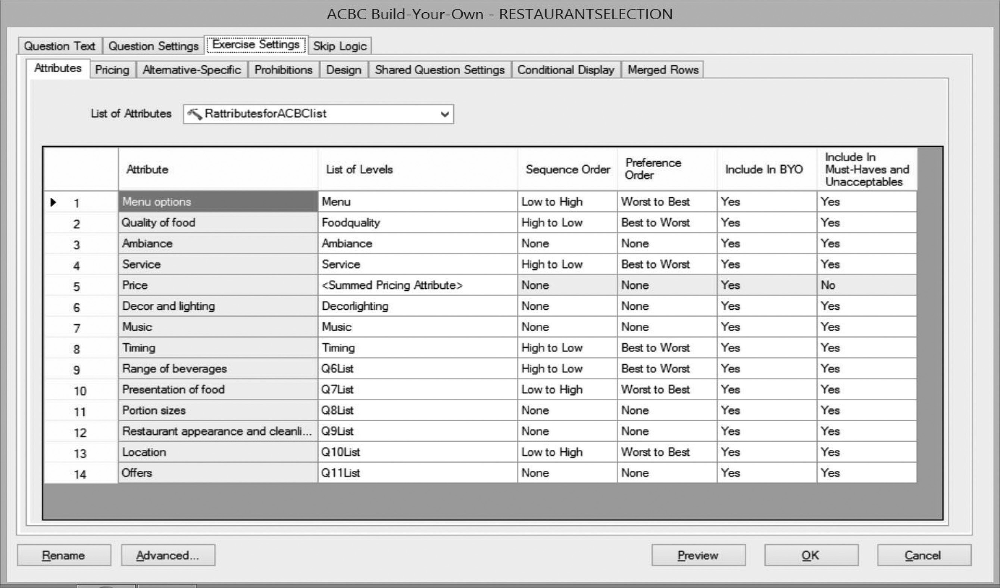 ACBC Build-Your-Own - RESTAURANTSELECTION
Question Text Question Settings Exercise Settings Skip Logic
Attributes Pricing Alternative-Specific Prohibitions Design Shared Question Settings Conditional Display Merged Rows
List of Attributes RattributesforACBClist
Attribute List of Levels Sequence Order Preference Order Include In BYO Include In Must-Haves and Unacceptables
1 Menu options Menu Low to High Worst to Best Yes Yes
2 Quality of food Foodquality High to Low Best to Worst Yes Yes
3 Ambiance Ambiance None None Yes Yes
4 Service Service High to Low Best to Worst Yes Yes
5 Price <Summed Pricing Attribute> None None Yes No
6 Decor and lighting Decorlighting None None Yes Yes
7 Music Music None None Yes Yes
8 Timing Timing High to Low Best to Worst Yes Yes
9 Range of beverages Q6List High to Low Best to Worst Yes Yes
10 Presentation of food Q7List Low to High Worst to Best Yes Yes
11 Portion sizes Q8List None None Yes Yes
12 Restaurant appearance and cleanli... Q9List None None Yes Yes
13 Location Q10List Low to High Worst to Best Yes Yes
14 Offers Q11List None None Yes Yes
Rename Advanced... Preview OK Cancel